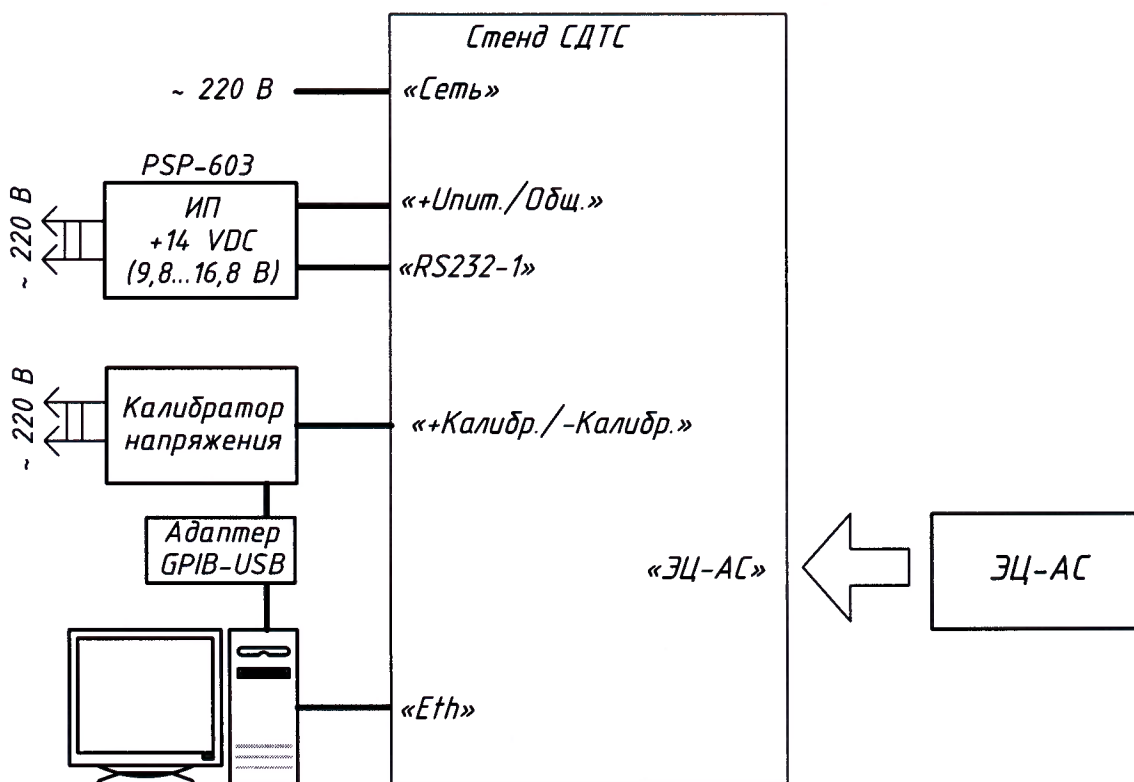 Стенд СДТС
~ 220 В
«Сеть»
PSP-603
~ 220 В
ИП
+14 VDC
(9,8...16,8 В)
«+Uпит./Общ.»
«RS232-1»
~ 220 В
Калибратор
напряжения
«+Калибр./-Калибр.»
Адаптер
GPIB-USB
«ЭЦ-АС»
ЭЦ-АС
«Eth»